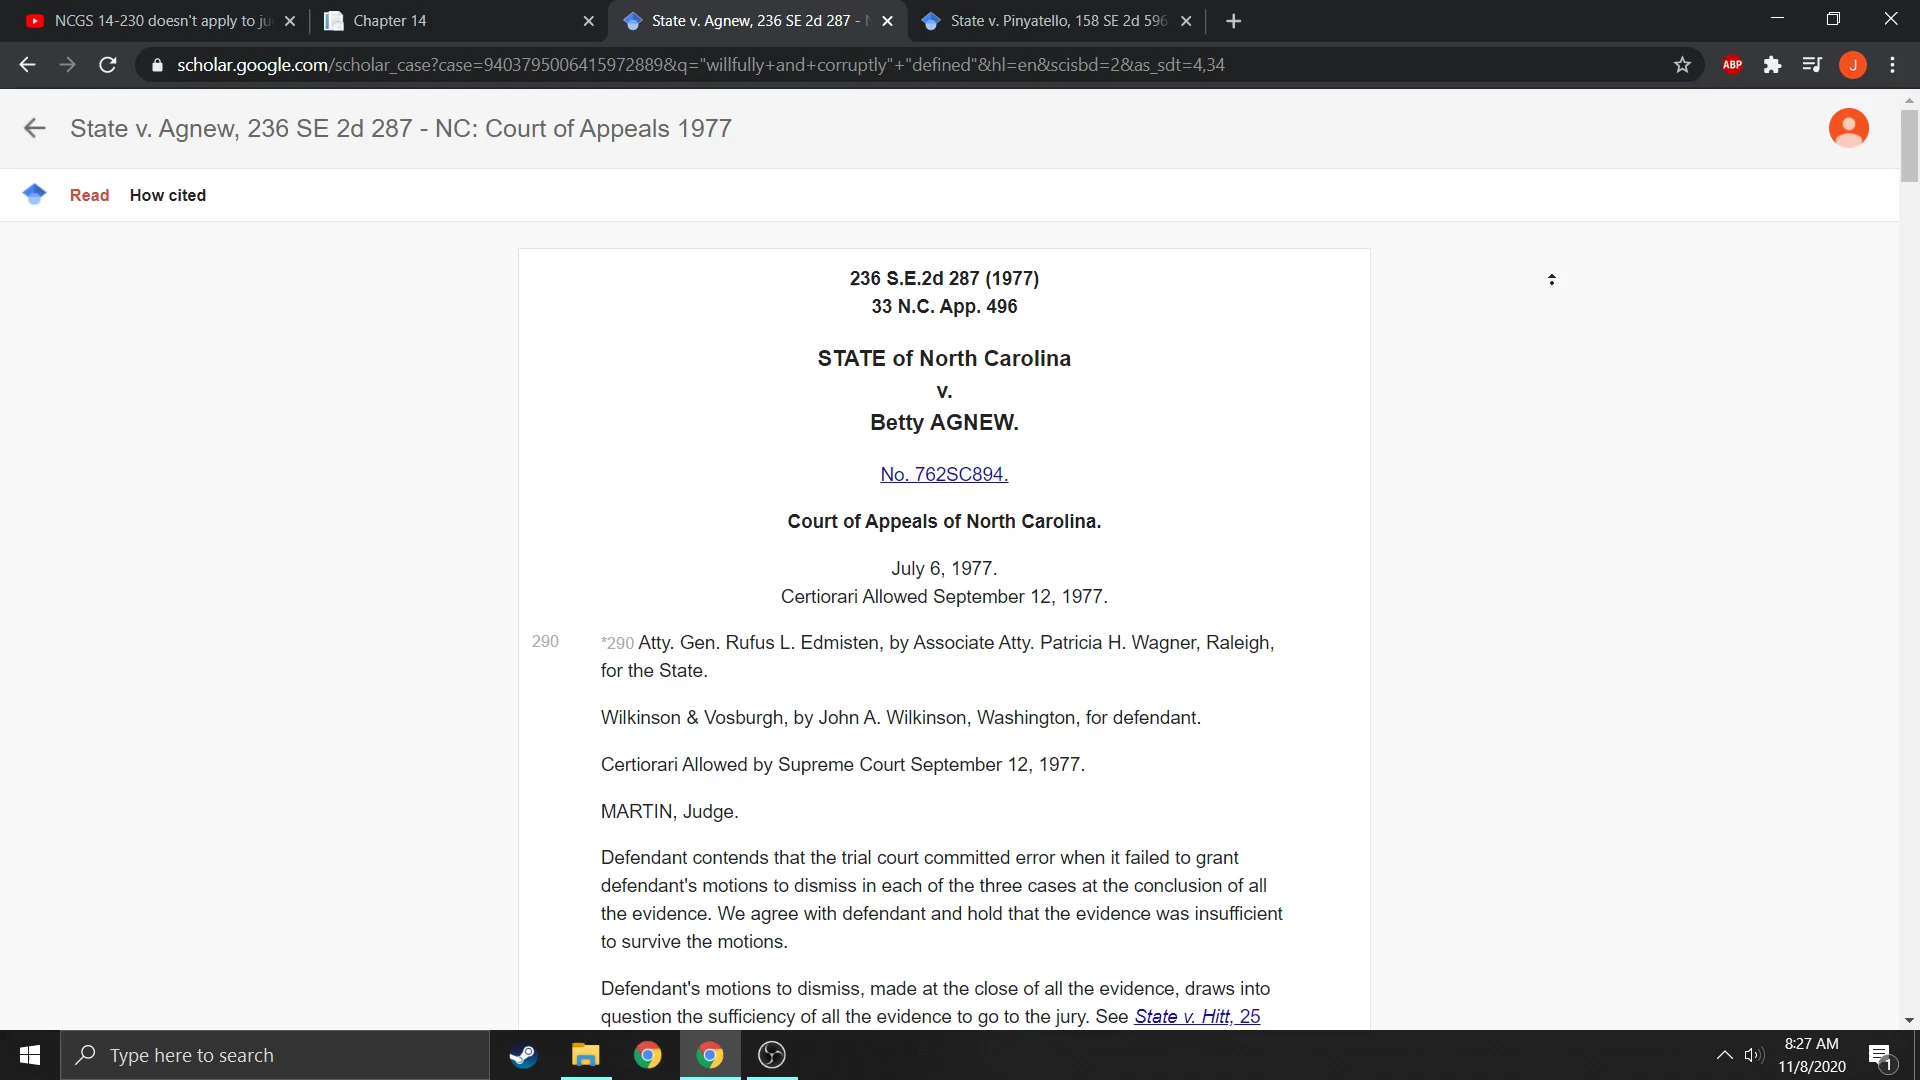 NCGS 14-230 doesn't apply to ju
Chapter 14
State v. Agnew, 236 SE 2d 287 - N
State v. Pinyatello, 158 SE 2d 596
scholar.google.com/scholar_case?case=9403795006415972889&q="willfully+and+corruptly"+"defined"&hl=en&scisbd=2&as_sdt=4,34
ABP
J
State v. Agnew, 236 SE 2d 287 - NC: Court of Appeals 1977
Read How cited
236 S.E.2d 287 (1977)
33 N.C. App. 496
STATE of North Carolina
v.
Betty AGNEW.
No. 762SC894.
Court of Appeals of North Carolina.
July 6, 1977.
Certiorari Allowed September 12, 1977.
290 *290 Atty. Gen. Rufus L. Edmisten, by Associate Atty. Patricia H. Wagner, Raleigh,
for the State.
Wilkinson & Vosburgh, by John A. Wilkinson, Washington, for defendant.
Certiorari Allowed by Supreme Court September 12, 1977.
MARTIN, Judge.
Defendant contends that the trial court committed error when it failed to grant
defendant's motions to dismiss in each of the three cases at the conclusion of all
the evidence. We agree with defendant and hold that the evidence was insufficient
to survive the motions.
Defendant's motions to dismiss, made at the close of all the evidence, draws into
question the sufficiency of all the evidence to go to the jury. See State v. Hitt, 25
Type here to search
8:27 AM
11/8/2020
1